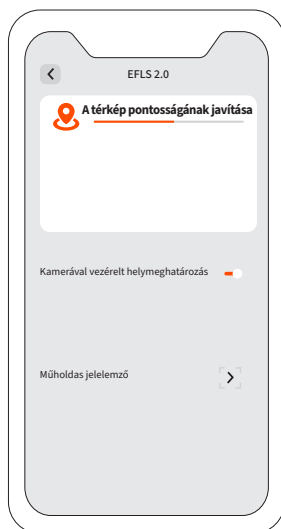 EFLS 2.0
A térkép pontosságának javítása
Kamerával vezérelt helymeghatározás
Műholdas jelelemző